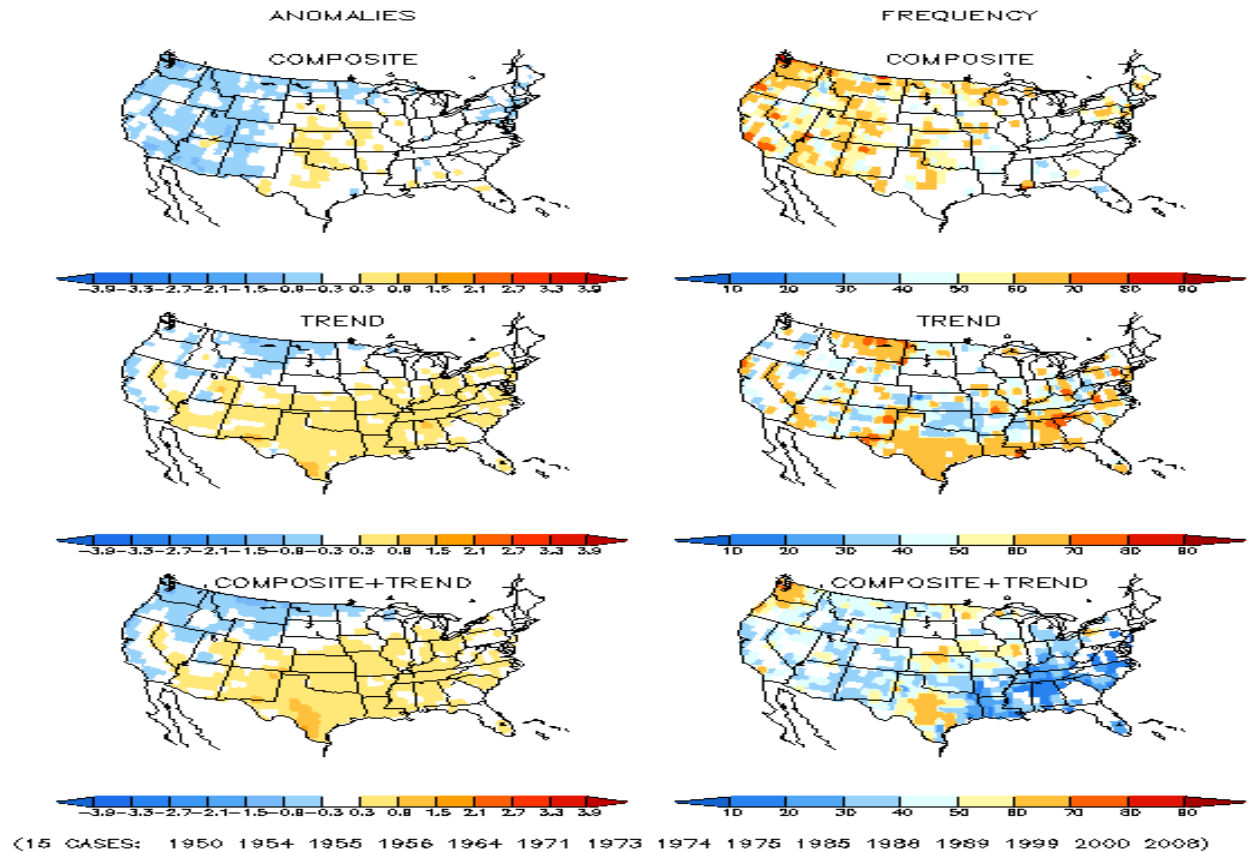 ANOMALIES FREQUENCY
COMPOSITE COMPOSITE
-3.9 -3.3 -2.7 -2.1 -1.5 -0.8 -0.3 0.3 0.8 1.5 2.1 2.7 3.3 3.9 10 20 30 40 50 60 70 80 90
TREND TREND
-3.9 -3.3 -2.7 -2.1 -1.5 -0.8 -0.3 0.3 0.8 1.5 2.1 2.7 3.3 3.9 10 20 30 40 50 60 70 80 90
COMPOSITE+TREND COMPOSITE+TREND
-3.9 -3.3 -2.7 -2.1 -1.5 -0.8 -0.3 0.3 0.8 1.5 2.1 2.7 3.3 3.9 10 20 30 40 50 60 70 80 90
(15 CASES: 1950 1954 1955 1956 1964 1971 1973 1974 1975 1985 1988 1989 1999 2000 2008)